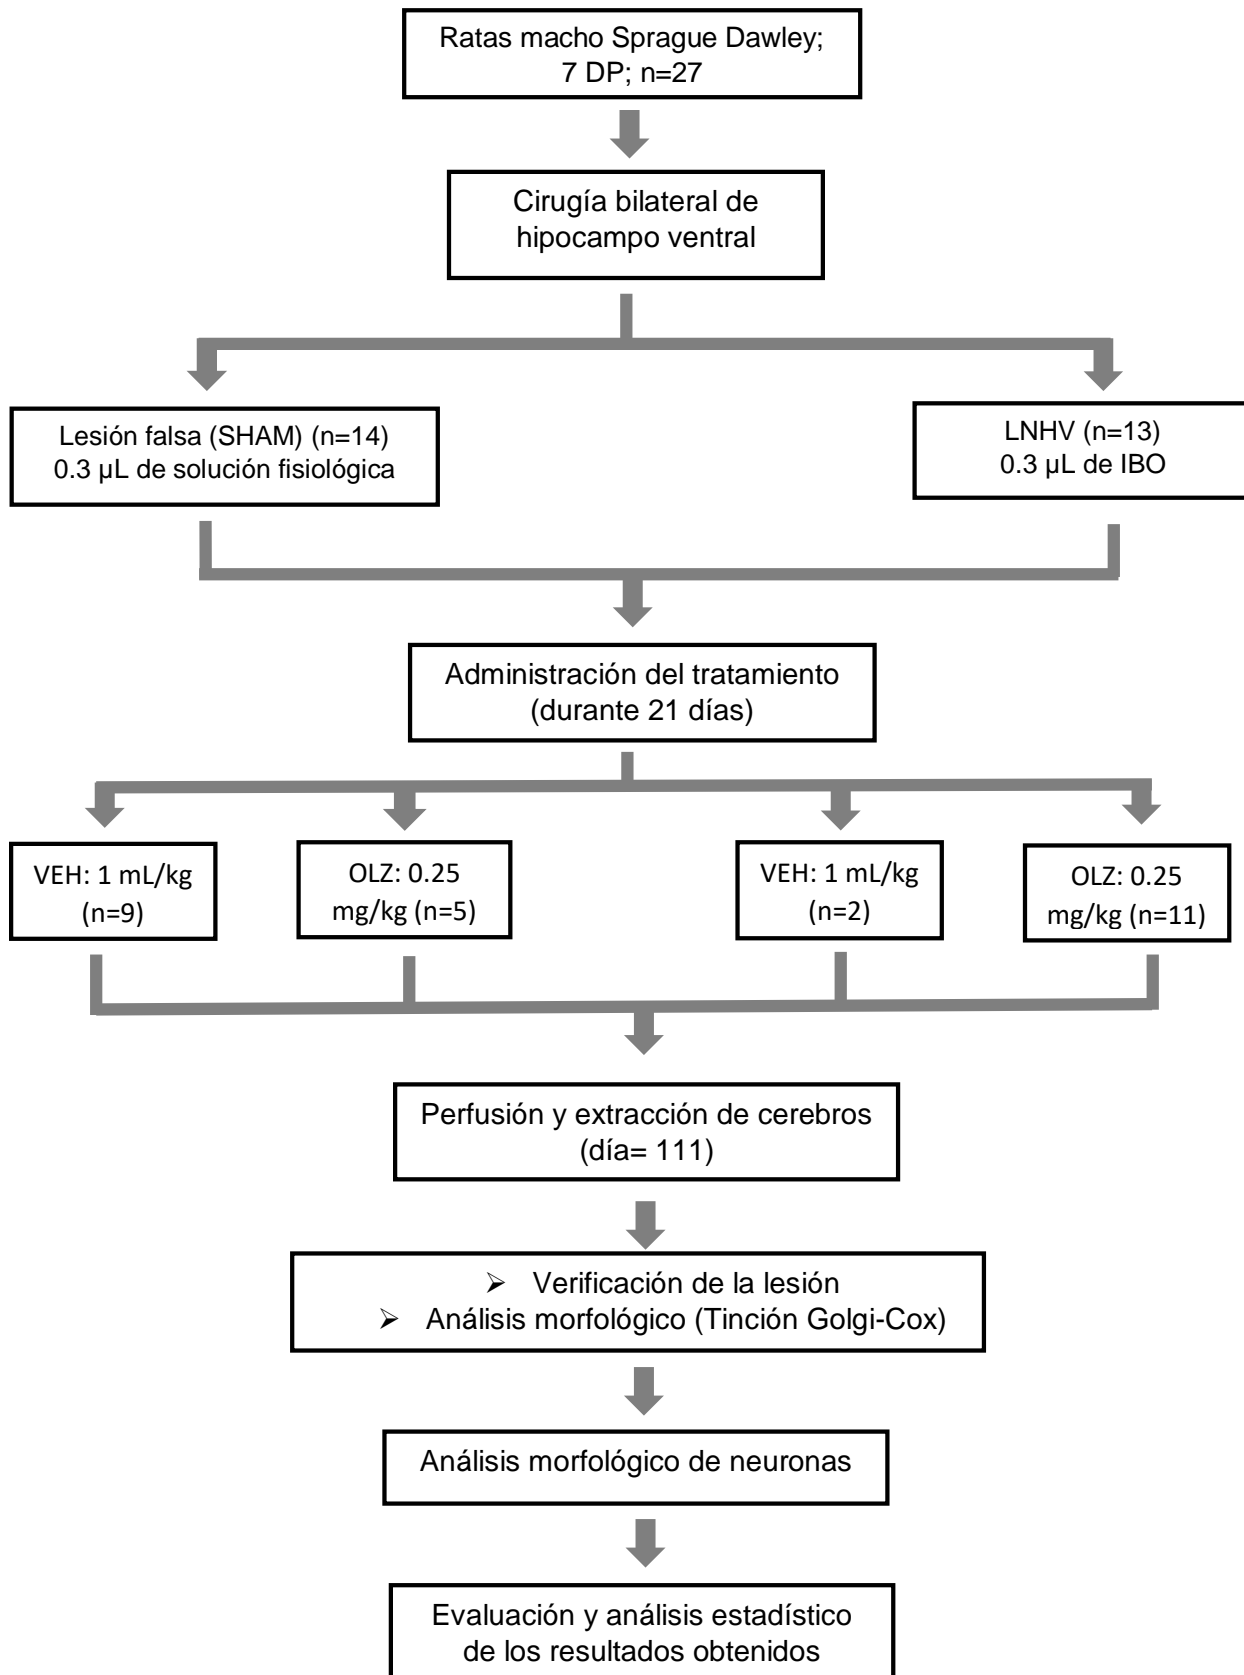 Ratas macho Sprague Dawley;
7 DP; n=27
Cirugía bilateral de
hipocampo ventral
Lesión falsa (SHAM) (n=14)
0.3 µL de solución fisiológica
LNHV (n=13)
0.3 µL de IBO
Administración del tratamiento
(durante 21 días)
VEH: 1 mL/kg
(n=9)
OLZ: 0.25
mg/kg (n=5)
VEH: 1 mL/kg
(n=2)
OLZ: 0.25
mg/kg (n=11)
Perfusión y extracción de cerebros
(día= 111)
➢ Verificación de la lesión
➢ Análisis morfológico (Tinción Golgi-Cox)
Análisis morfológico de neuronas
Evaluación y análisis estadístico
de los resultados obtenidos